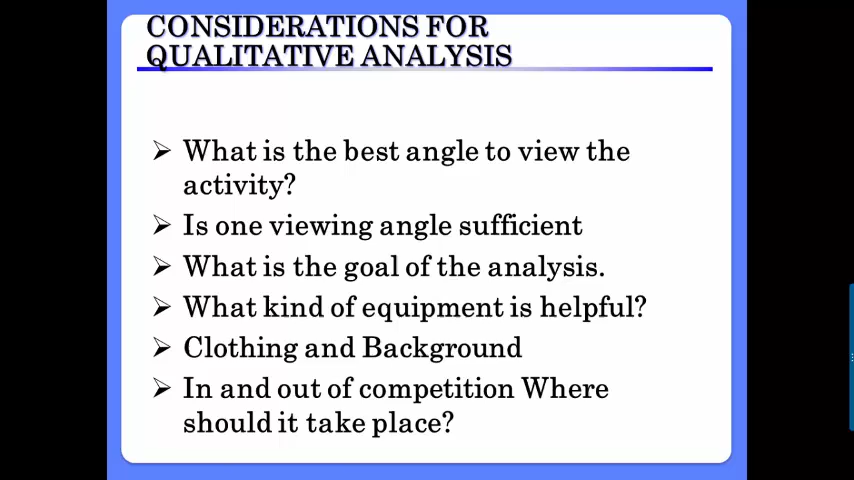 CONSIDERATIONS FOR
QUALITATIVE ANALYSIS
➢ What is the best angle to view the
activity?
➢ Is one viewing angle sufficient
➢ What is the goal of the analysis.
➢ What kind of equipment is helpful?
➢ Clothing and Background
➢ In and out of competition Where
should it take place?